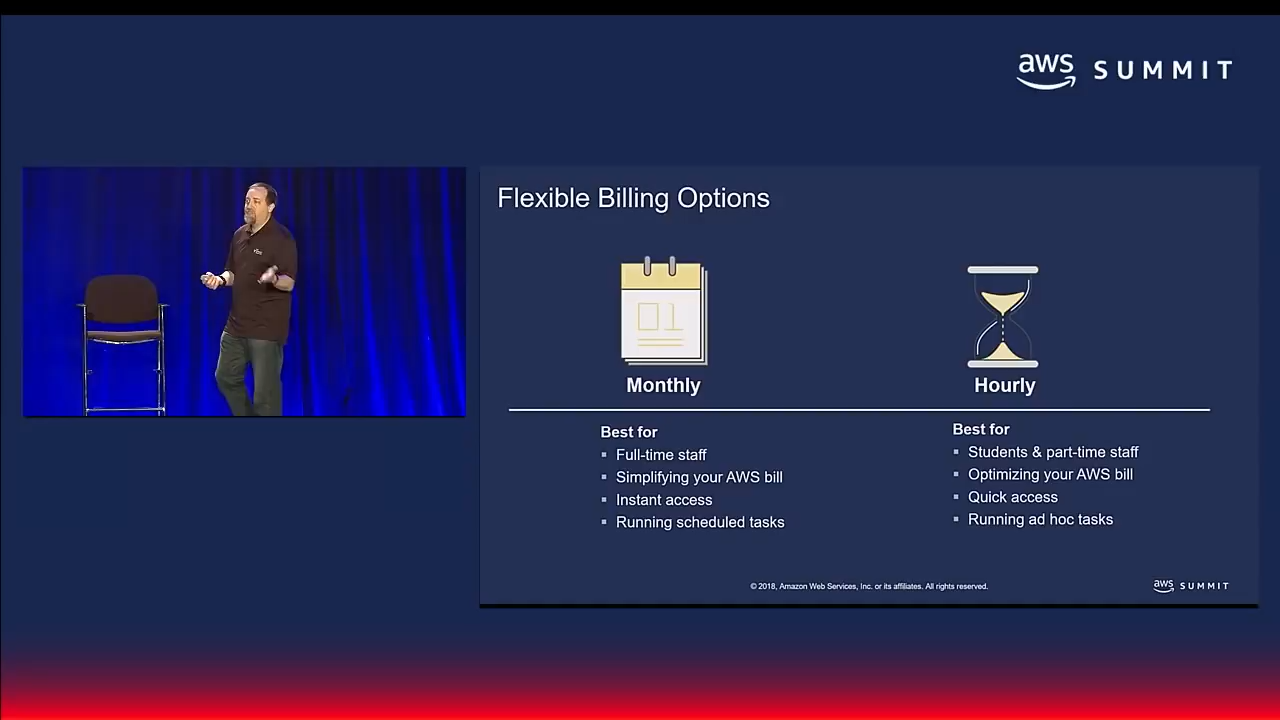 aws SUMMIT
Flexible Billing Options
01
Monthly
Best for
Full-time staff
Simplifying your AWS bill
Instant access
Running scheduled tasks
Hourly
Best for
Students & part-time staff
Optimizing your AWS bill
Quick access
Running ad hoc tasks
© 2018, Amazon Web Services, Inc. or its affiliates. All rights reserved.
aws SUMMIT